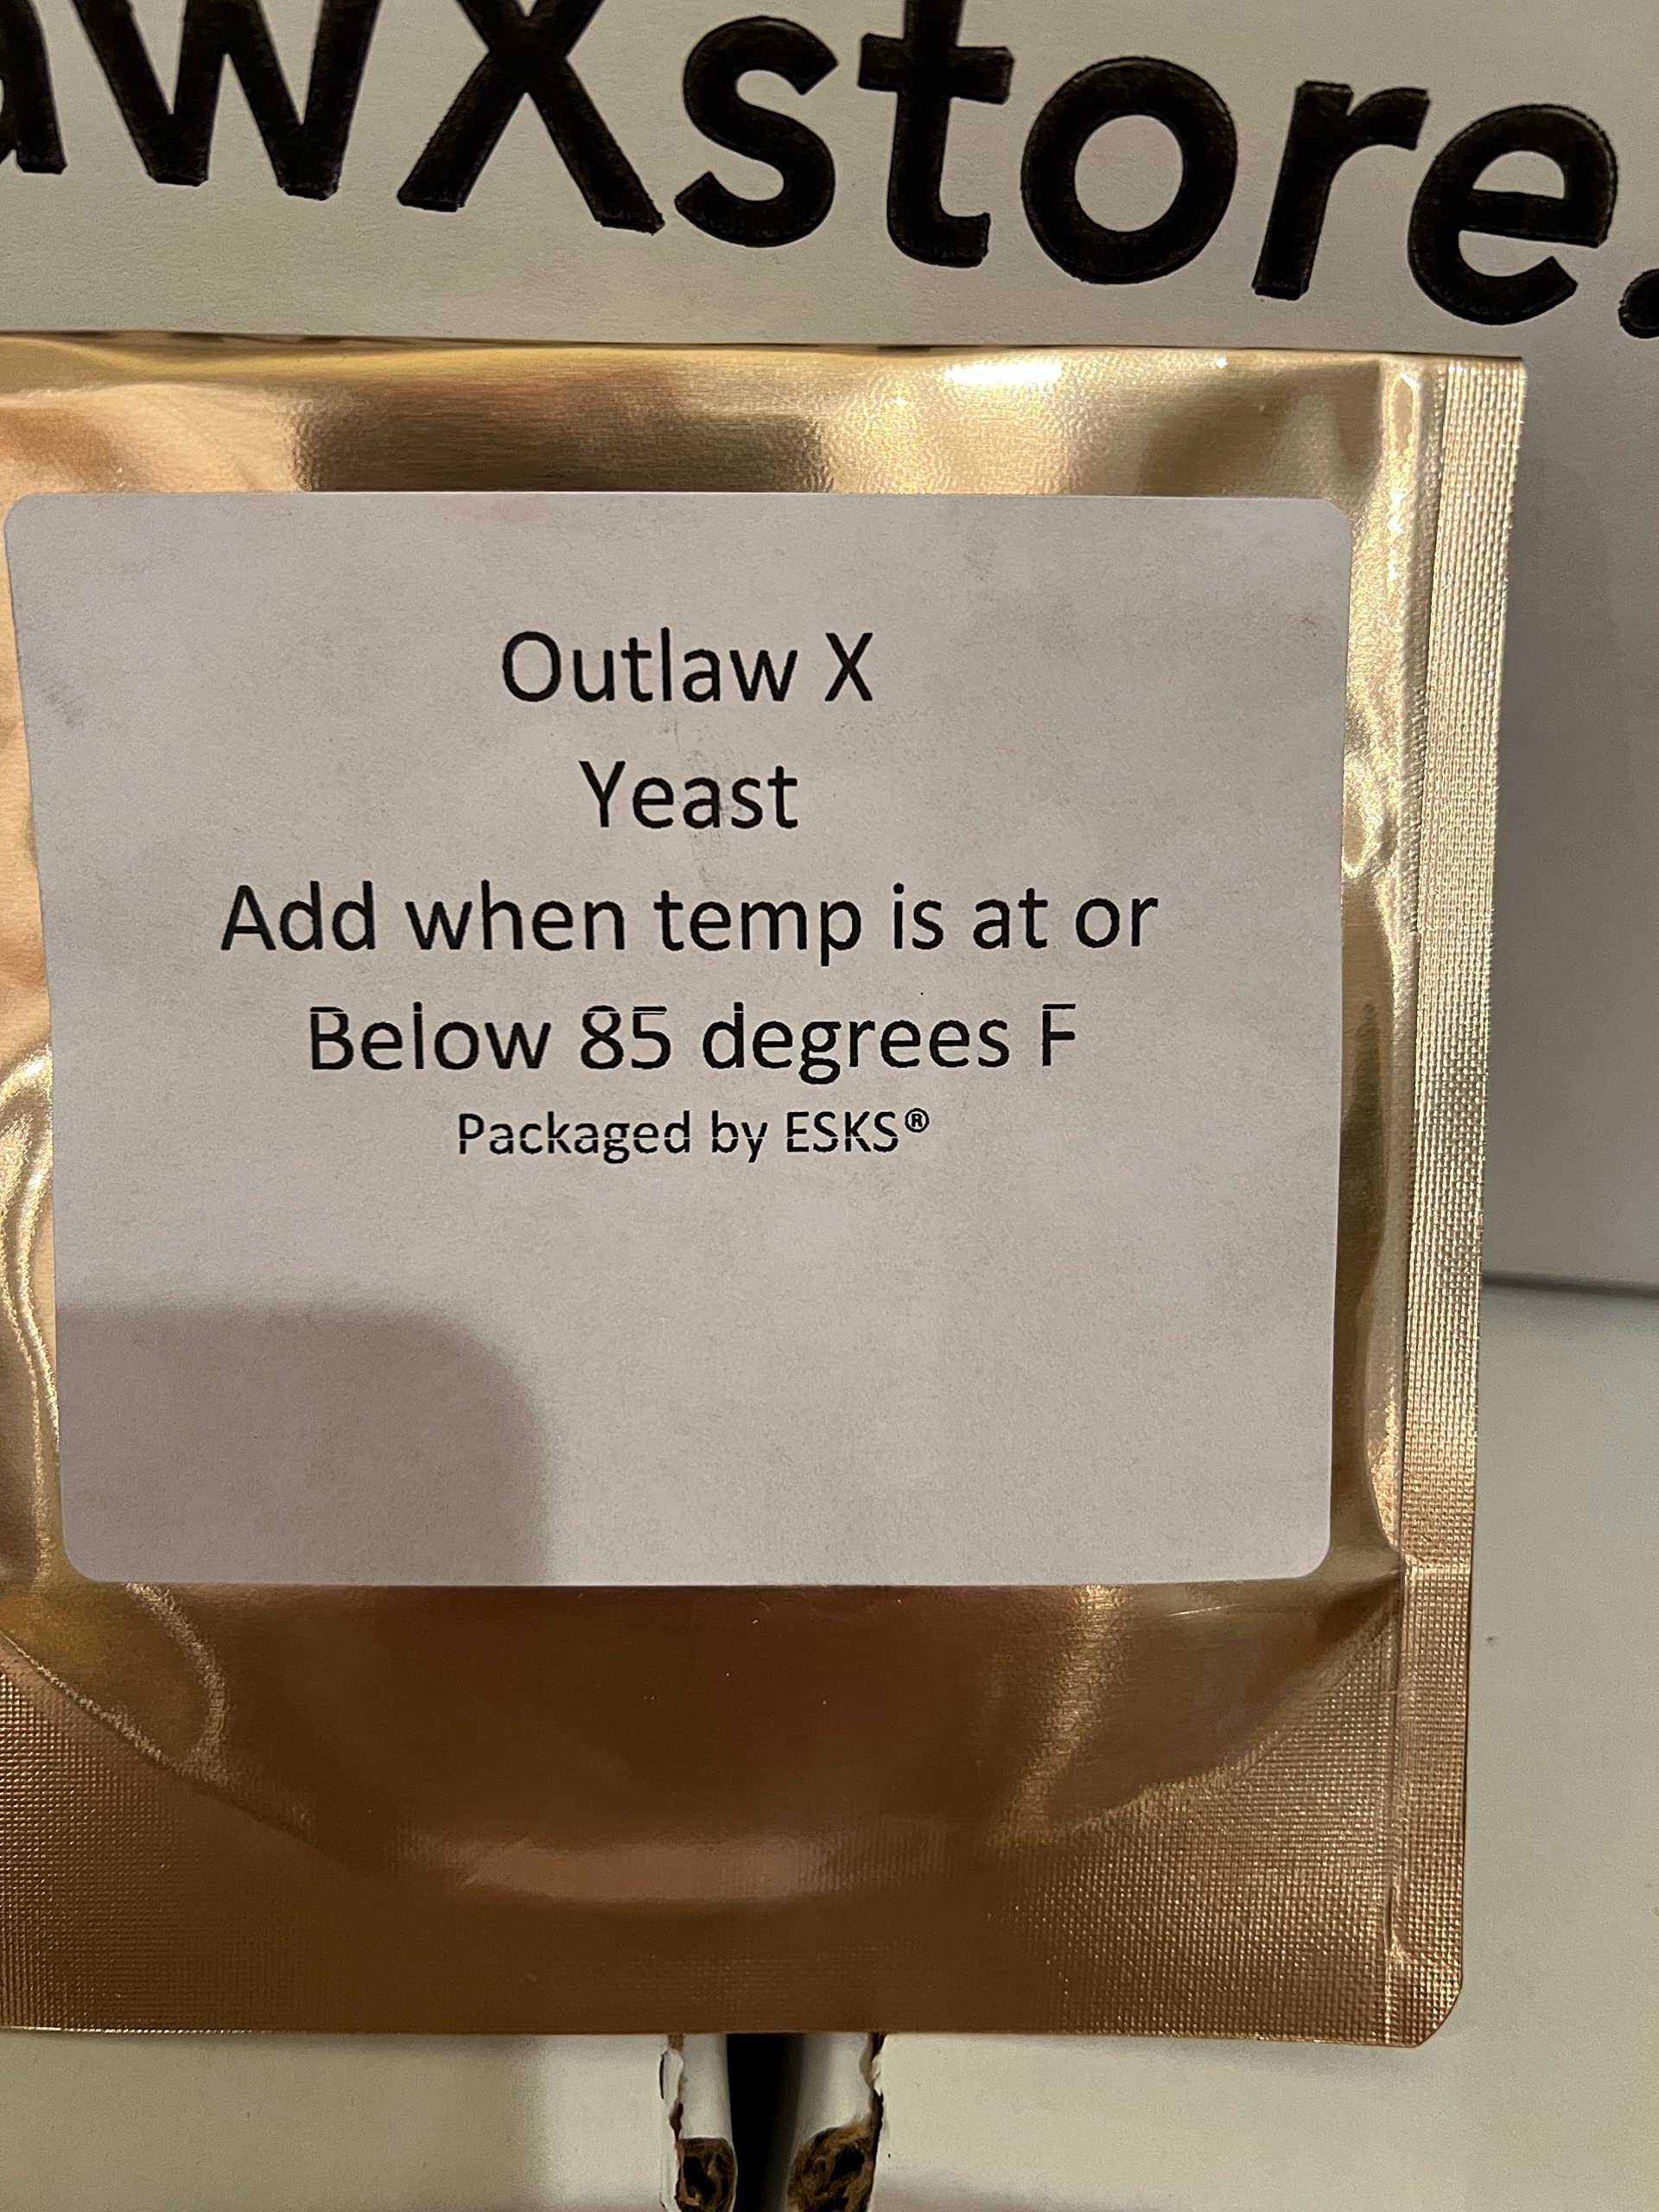 awXstore.
Outlaw X
Yeast
Add when temp is at or
Below 85 degrees F
Packaged by ESKS®